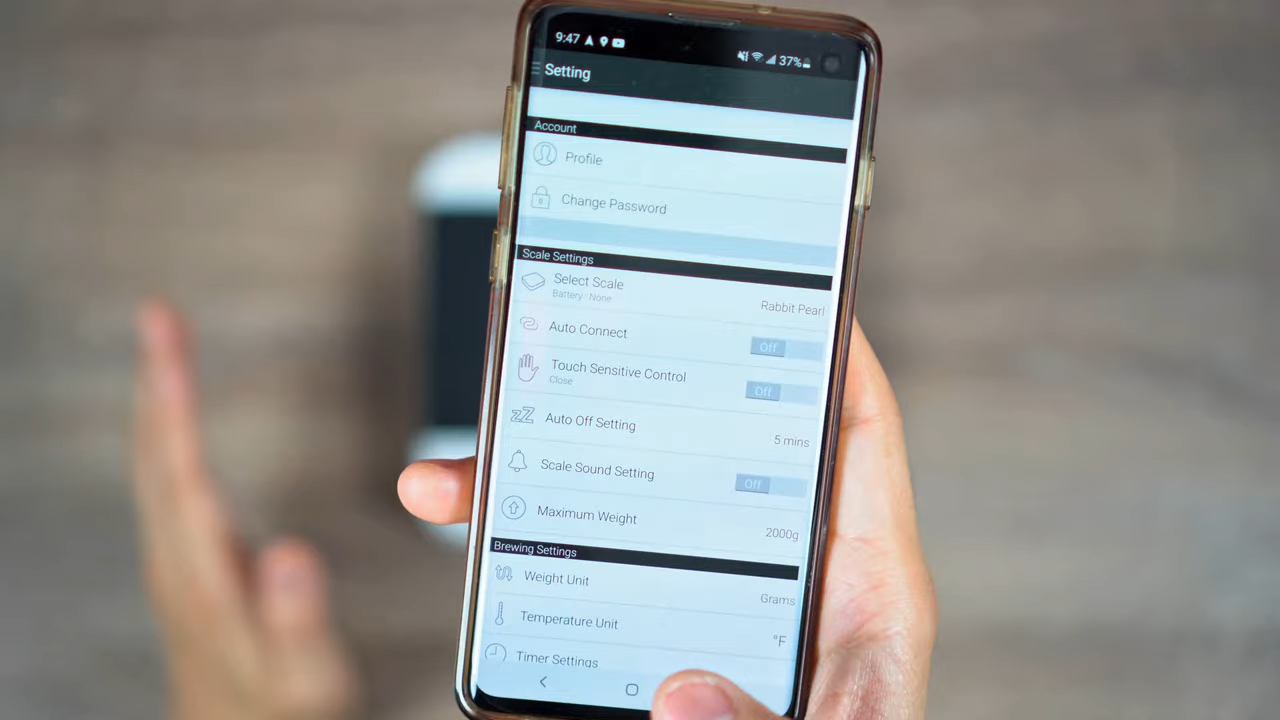 9:47 37%
Setting
Account
Profile
Change Password
Scale Settings
Select Scale
Battery : None
Rabbit Pearl
Auto Connect
Off
Touch Sensitive Control
Close
Off
zZ Auto Off Setting
5 mins
Scale Sound Setting
Off
Maximum Weight
2000g
Brewing Settings
Weight Unit
Grams
Temperature Unit
°F
Timer Settings